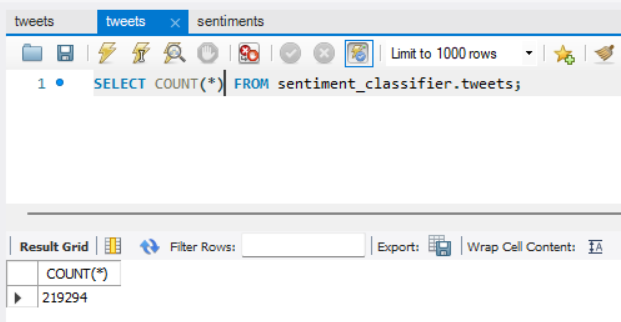 tweets tweets sentiments
Limit to 1000 rows
1 SELECT COUNT(*) FROM sentiment_classifier.tweets;
Result Grid Filter Rows: Export: Wrap Cell Content:
COUNT(*)
219294